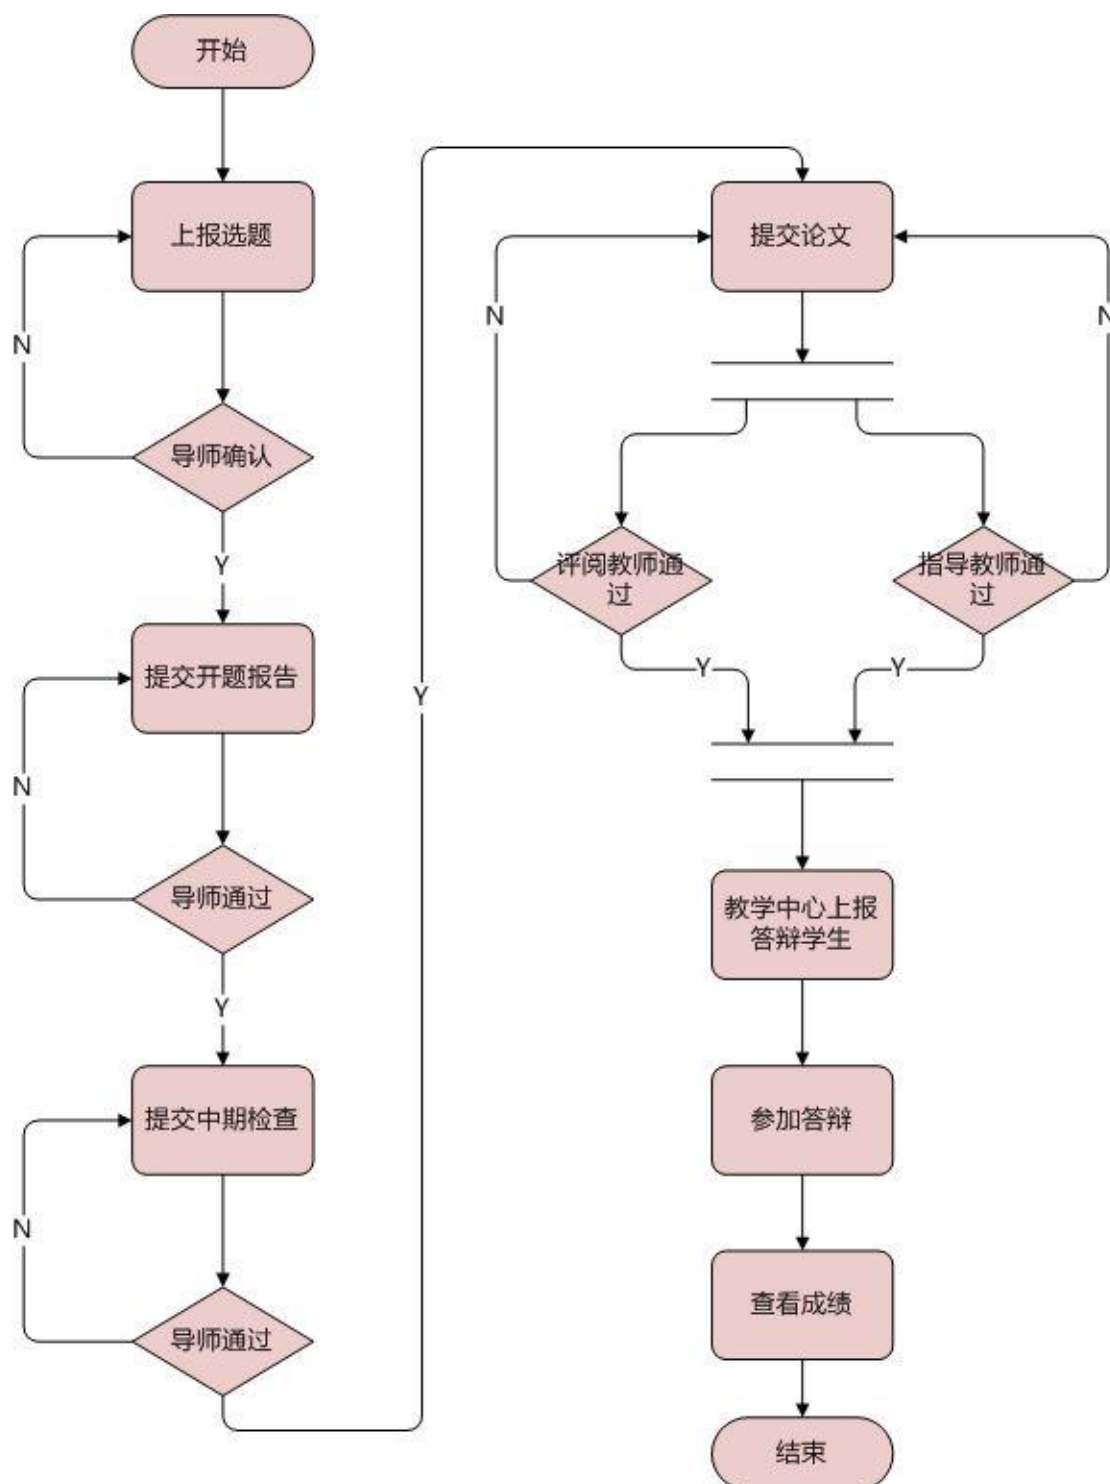 开始
上报选题
N
导师确认
Y
提交开题报告
N
导师通过
Y
提交中期检查
N
导师通过
Y
提交论文
N
N
评阅教师通
过
指导教师通
过
Y
Y
教学中心上报
答辩学生
参加答辩
查看成绩
结束